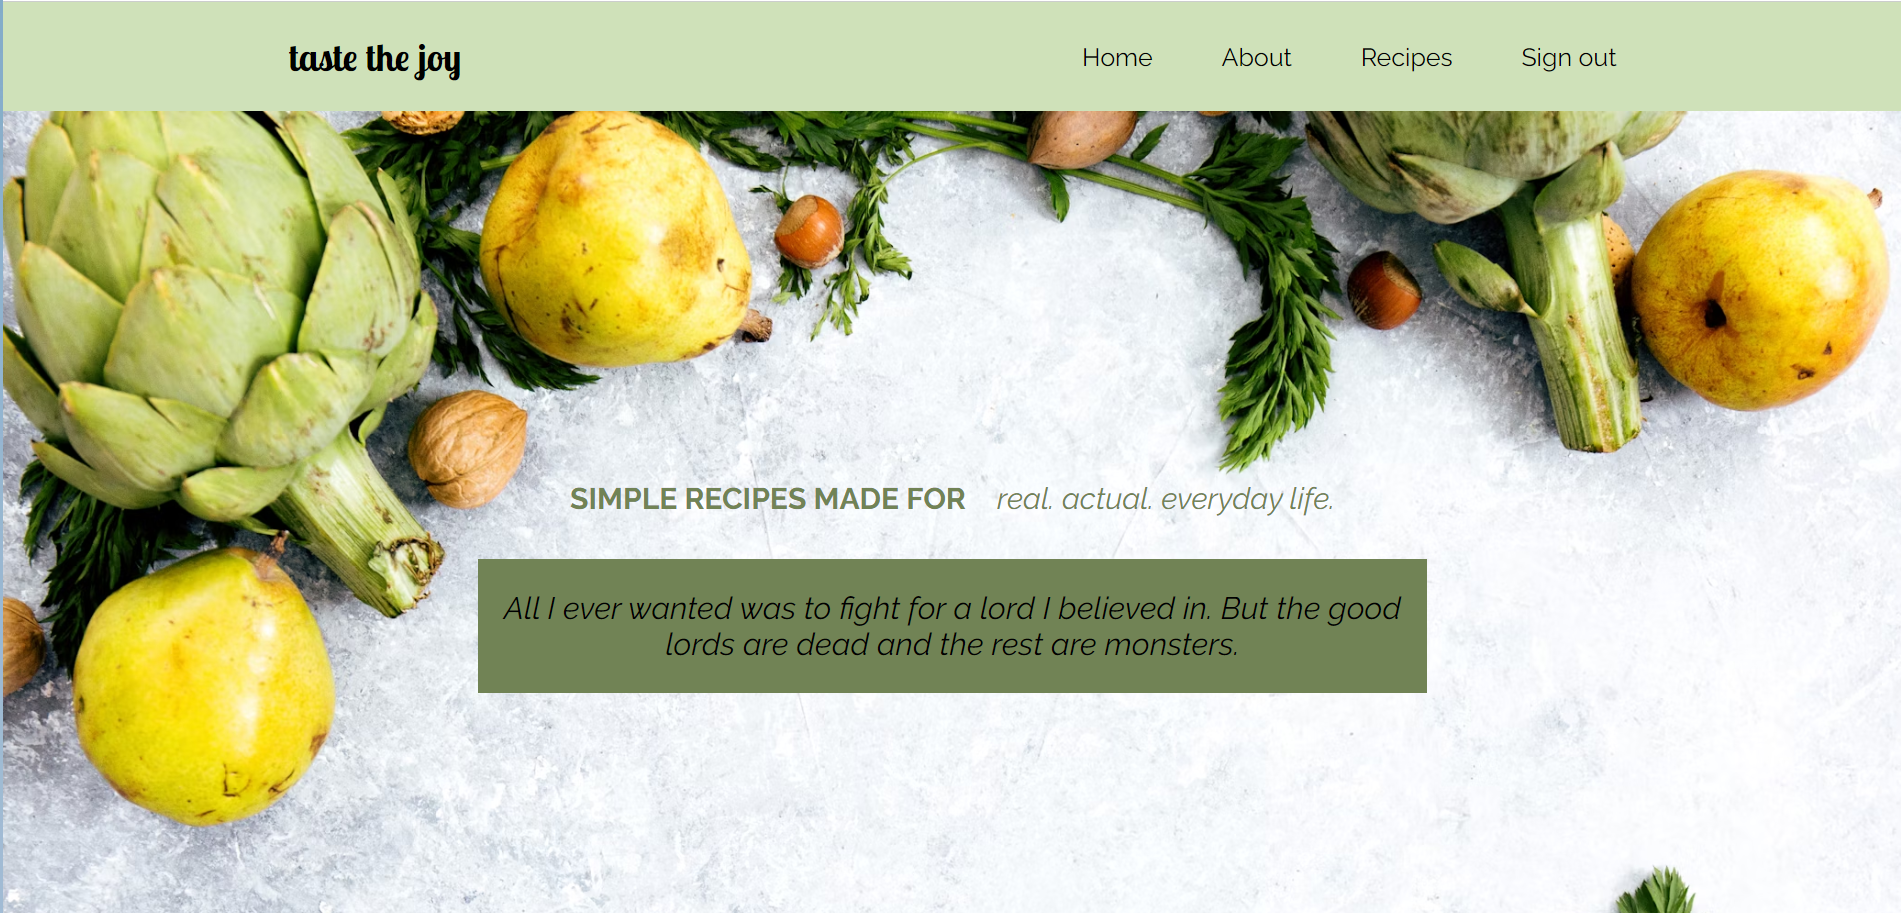 taste the joy
Home About Recipes Sign out
SIMPLE RECIPES MADE FOR real. actual. everyday life.
All I ever wanted was to fight for a lord I believed in. But the good
lords are dead and the rest are monsters.